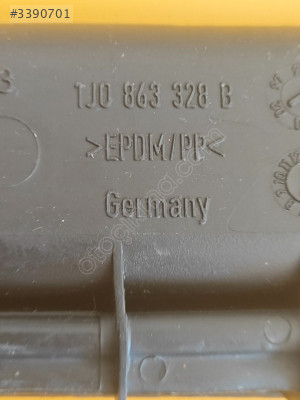 #3390701
1J0 863 328 B
>EPDM/PP<
Germany